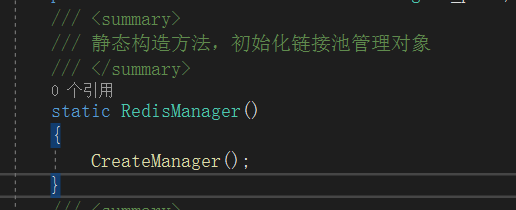 /// <summary>
/// 静态构造方法，初始化链接池管理对象
/// </summary>
0 个引用
static RedisManager()
{
CreateManager();
}
/// <summary>